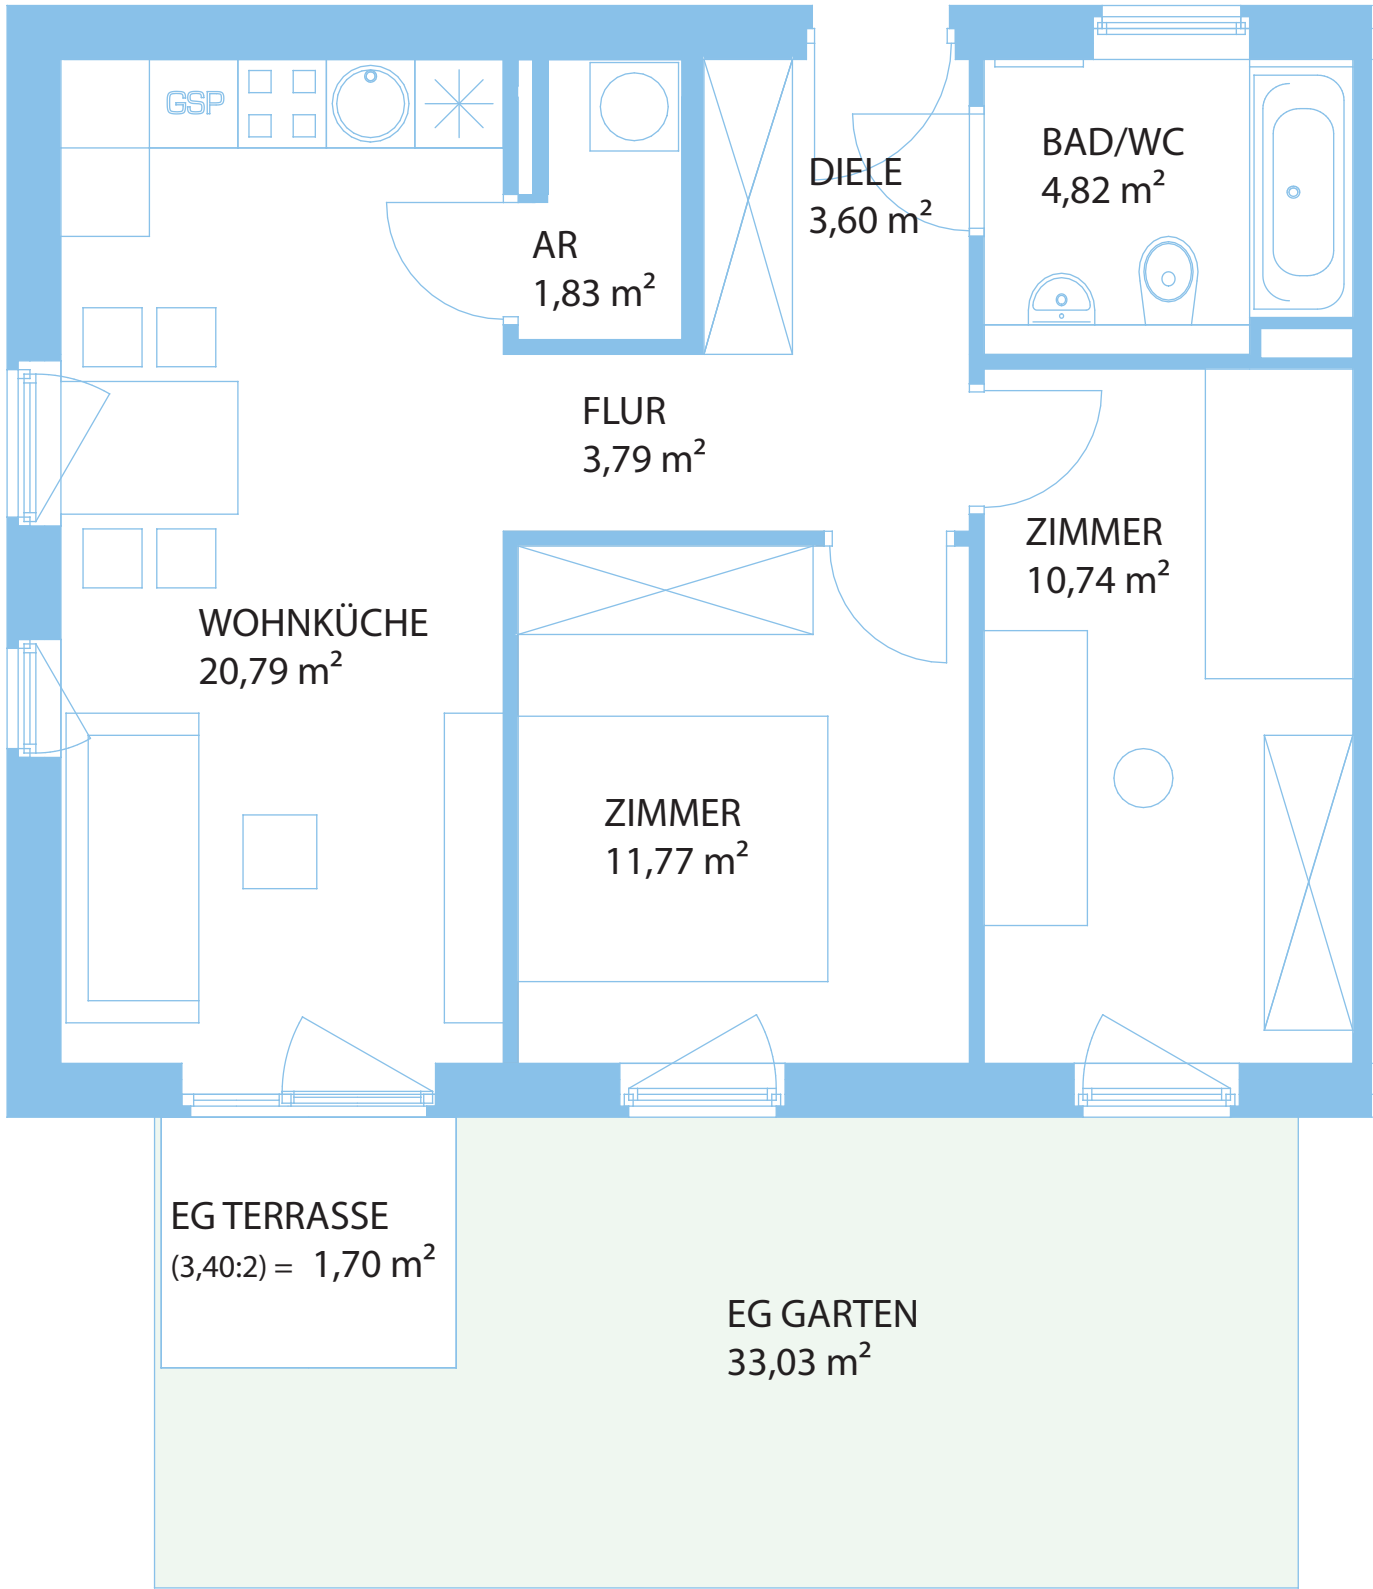 GSP
BAD/WC
4,82 m²
DIELE
3,60 m²
AR
1,83 m²
FLUR
3,79 m²
ZIMMER
10,74 m²
WOHNKÜCHE
20,79 m²
ZIMMER
11,77 m²
EG TERRASSE
(3,40:2) = 1,70 m²
EG GARTEN
33,03 m²